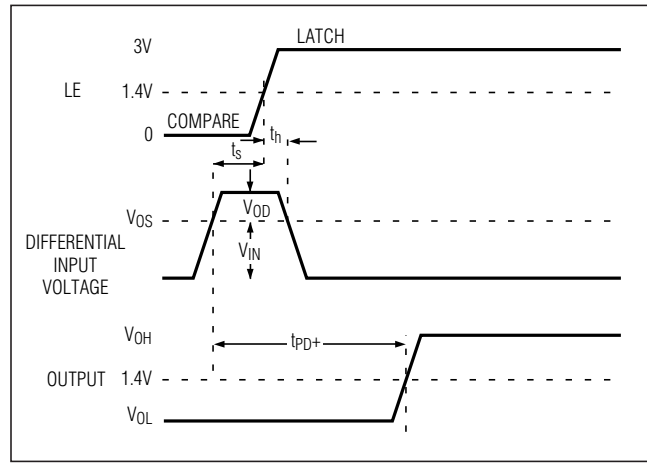 3V
LATCH
LE
1.4V
0
COMPARE
ts
th
VOS
VOD
VIN
DIFFERENTIAL
INPUT
VOLTAGE
VOH
tPD+
OUTPUT
1.4V
VOL